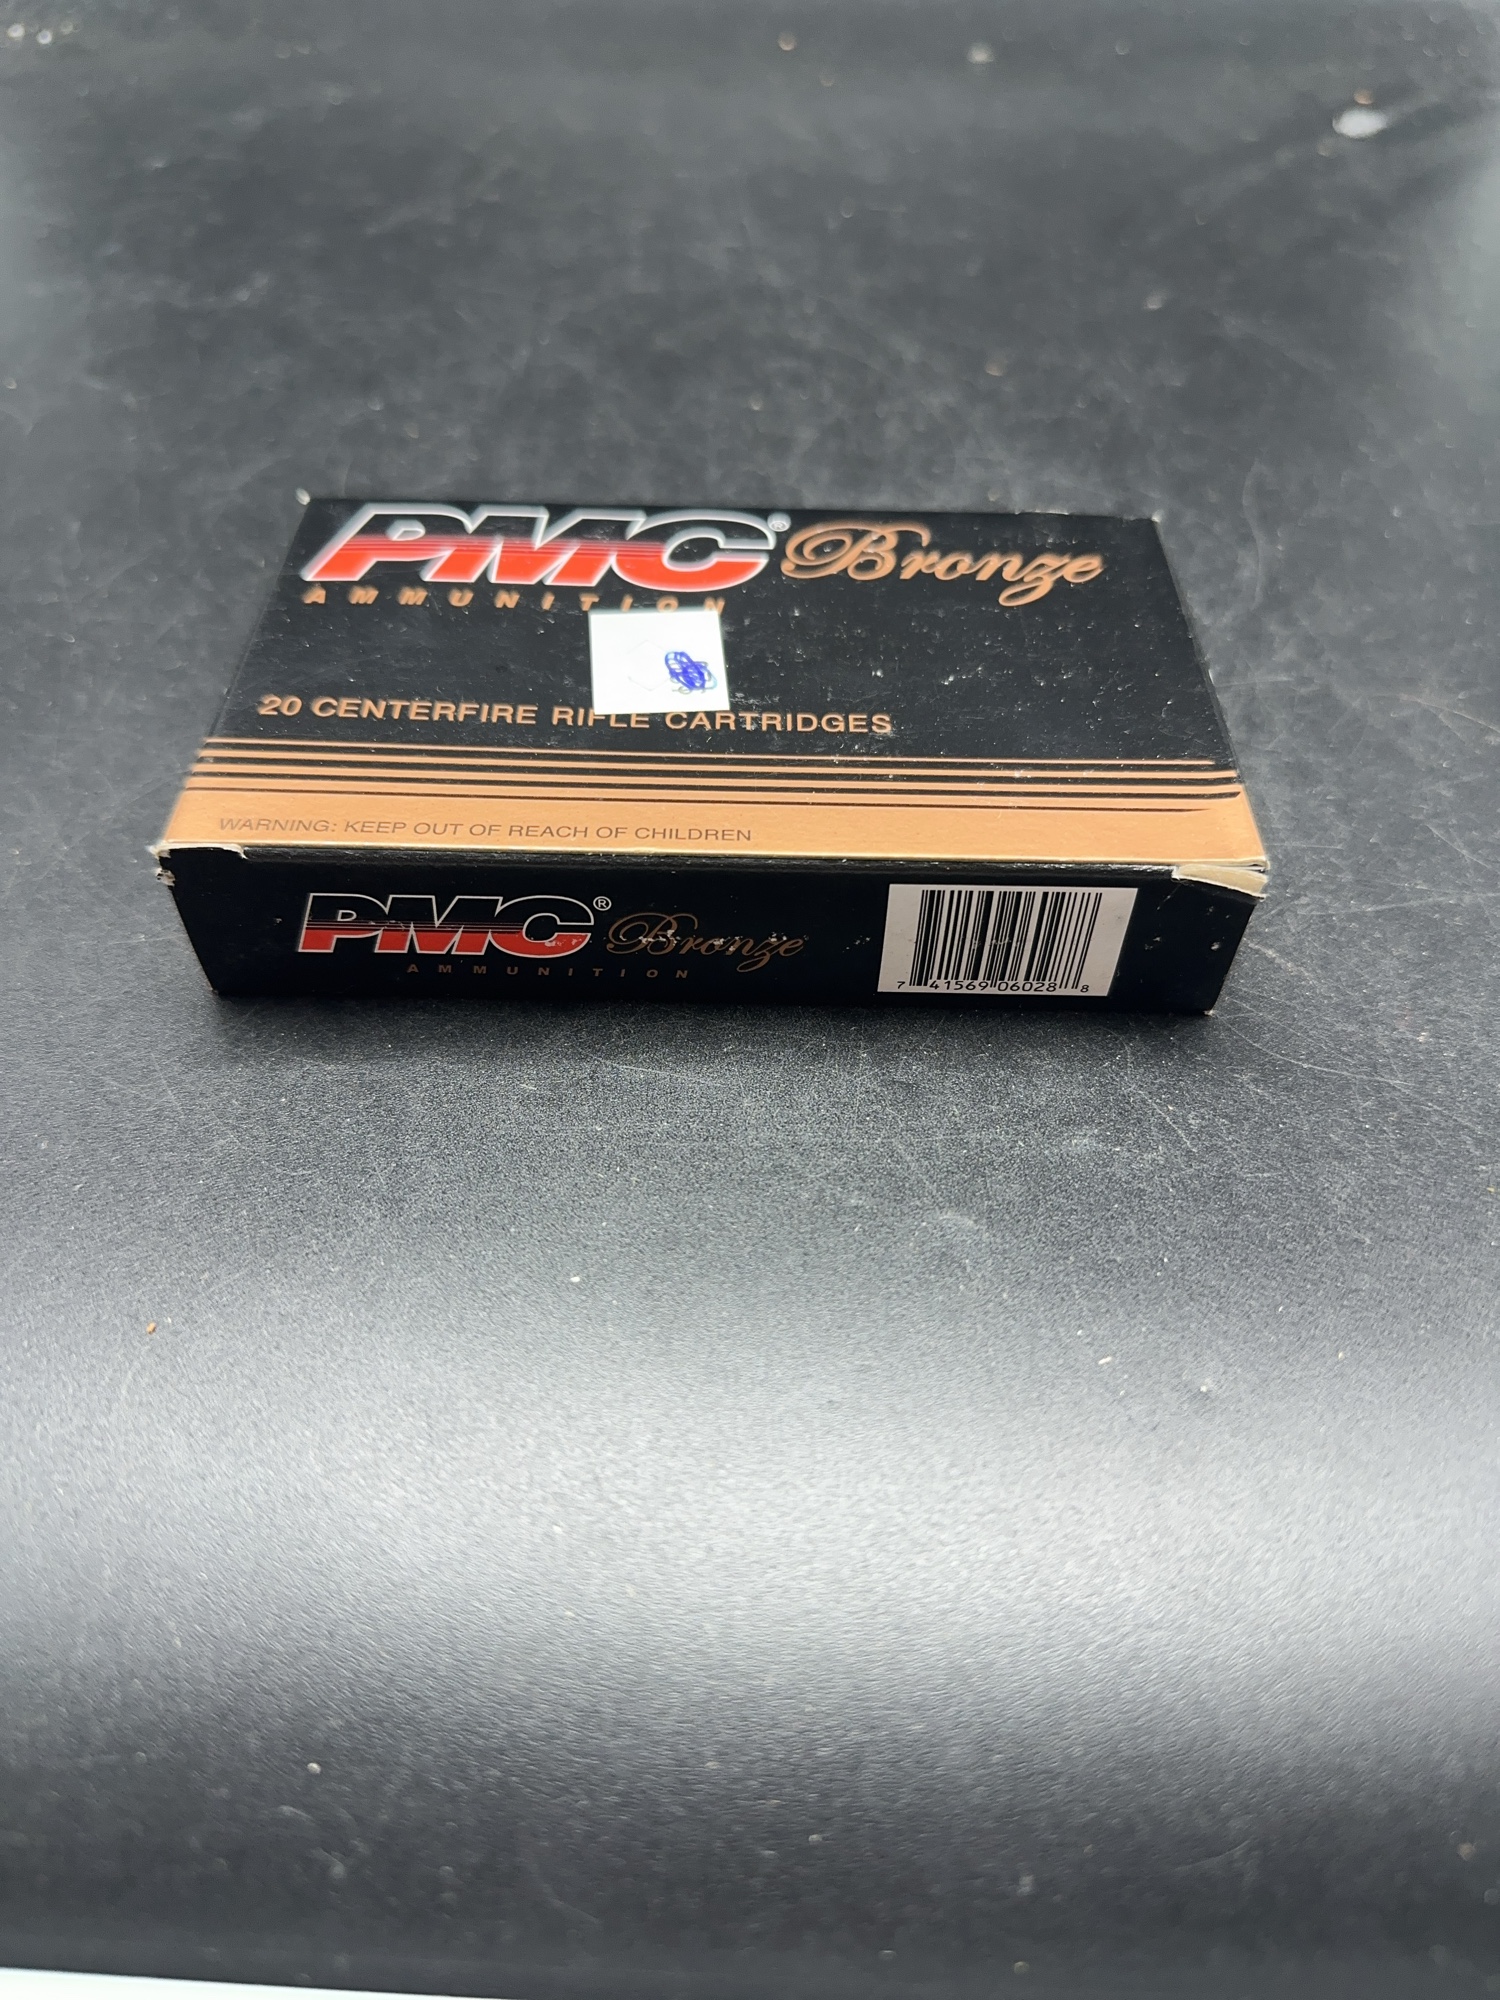 PMC® Bronze
AMMUNITION
20 CENTERFIRE RIFLE CARTRIDGES
WARNING: KEEP OUT OF REACH OF CHILDREN
PMC® Bronze
AMMUNITION
7 41569 06028 8